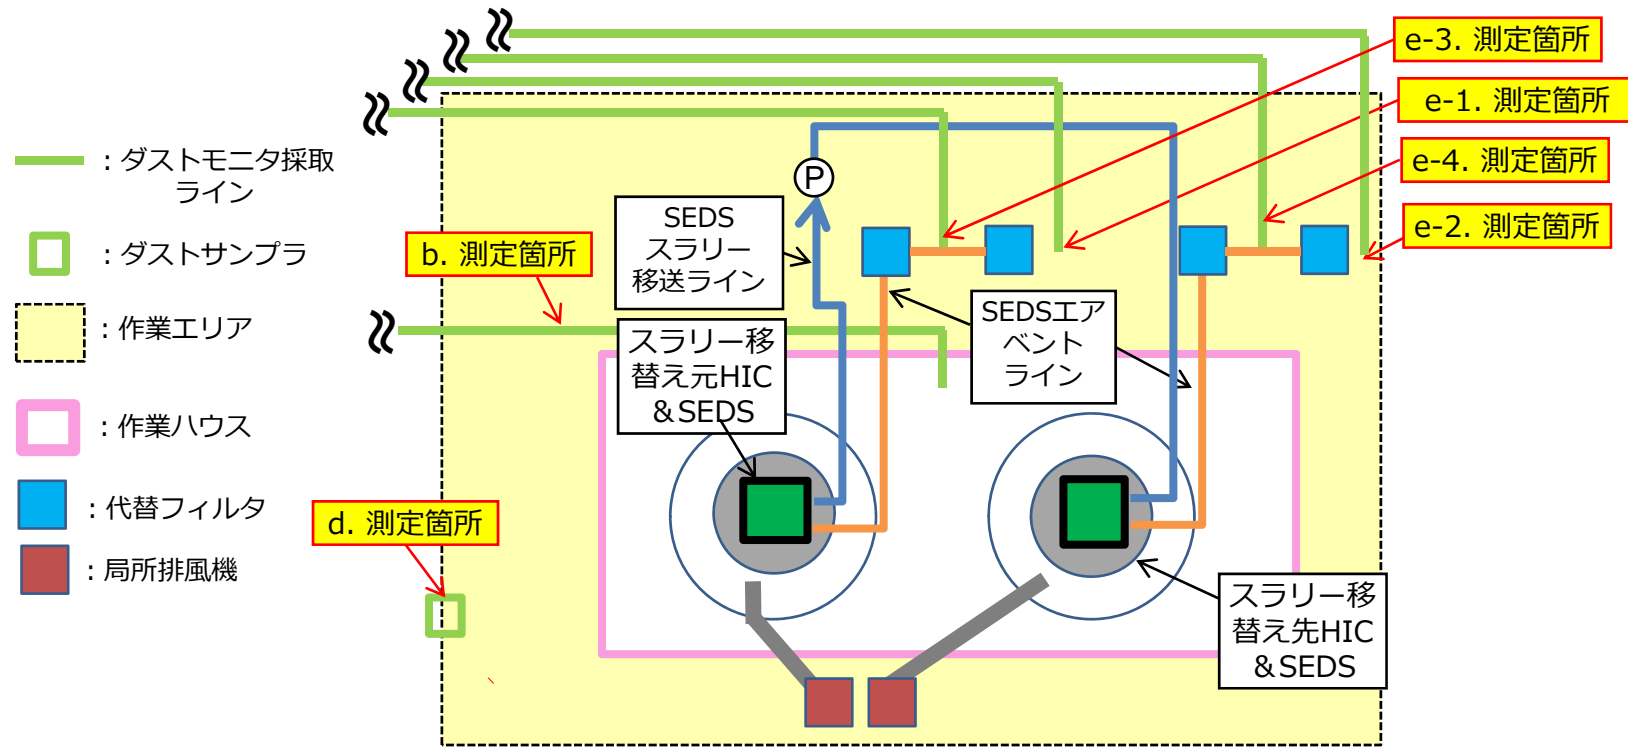 ：ダストモニタ採取
ライン
：ダストサンプラ
：作業エリア
：作業ハウス
：代替フィルタ
：局所排風機
e-3. 測定箇所
e-1. 測定箇所
e-4. 測定箇所
e-2. 測定箇所
P
SEDS
スラリー
移送ライン
b. 測定箇所
SEDSエア
ベント
ライン
スラリー移
替え元HIC
＆SEDS
d. 測定箇所
スラリー移
替え先HIC
＆SEDS